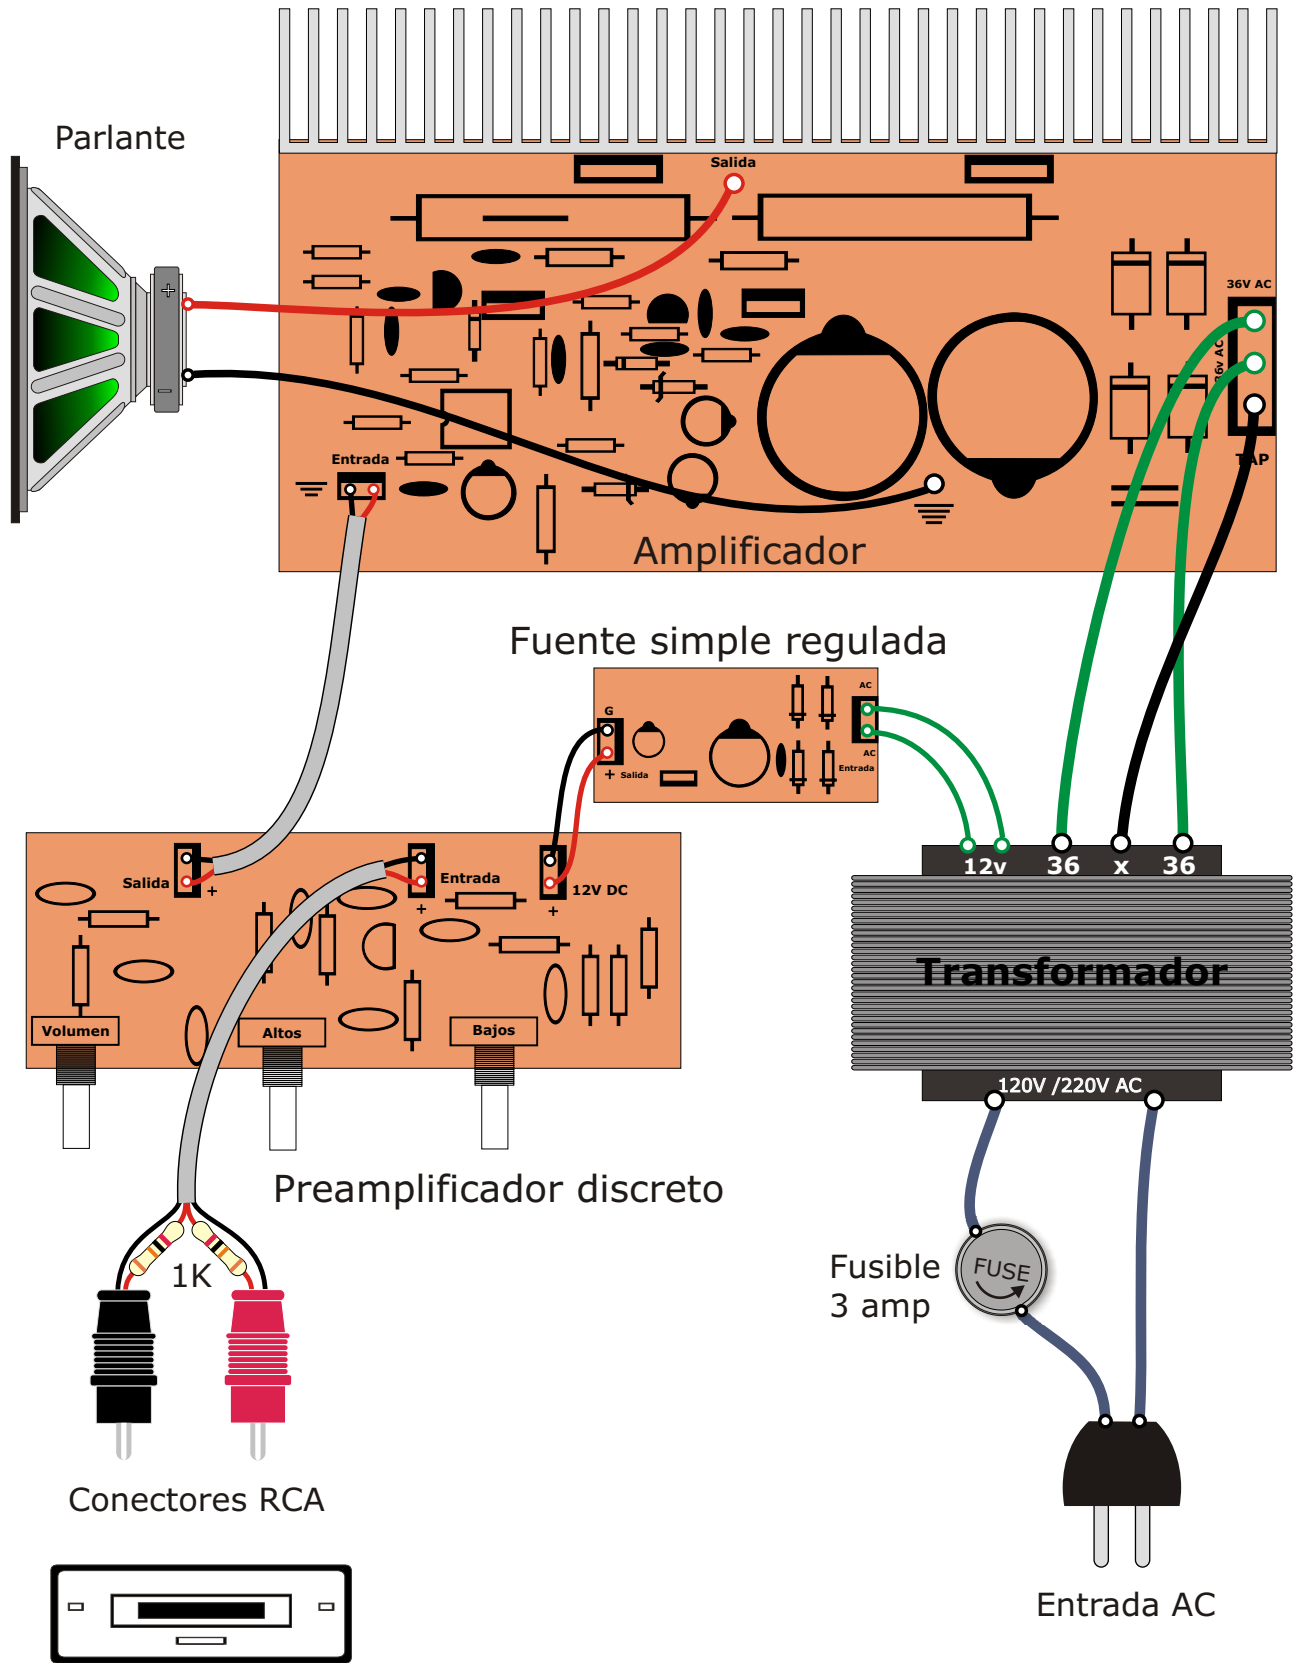 Parlante
Salida
36V AC
36v AC
TAP
Entrada
Amplificador
+
−
Fuente simple regulada
G
+ Salida
AC
AC
Entrada
Salida
+
Entrada
+
12V DC
+
Volumen
Altos
Bajos
Preamplificador discreto
12v 36 x 36
Transformador
120V /220V AC
Fusible
3 amp
FUSE
1K
Conectores RCA
Entrada AC